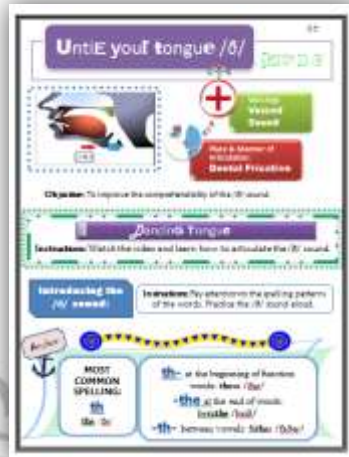 UntiE youR tongue /ð/
Voicing:
Voiced
Sound
Place & Manner of
Articulation:
Dental Fricative
Objective: To improve the comprehensibility of the /ð/ sound.
Dancing Tongue
Instructions: Watch the video and learn how to articulate the /ð/ sound.
Introducing the
/ð/ sound:
Instructions: Pay attention to the spelling patterns
of the words. Practice the /ð/ sound aloud.
MOST
COMMON
SPELLING:
th
th- at the beginning of function
words:
-the at the end of words:
breathe
-th- between vowels: father